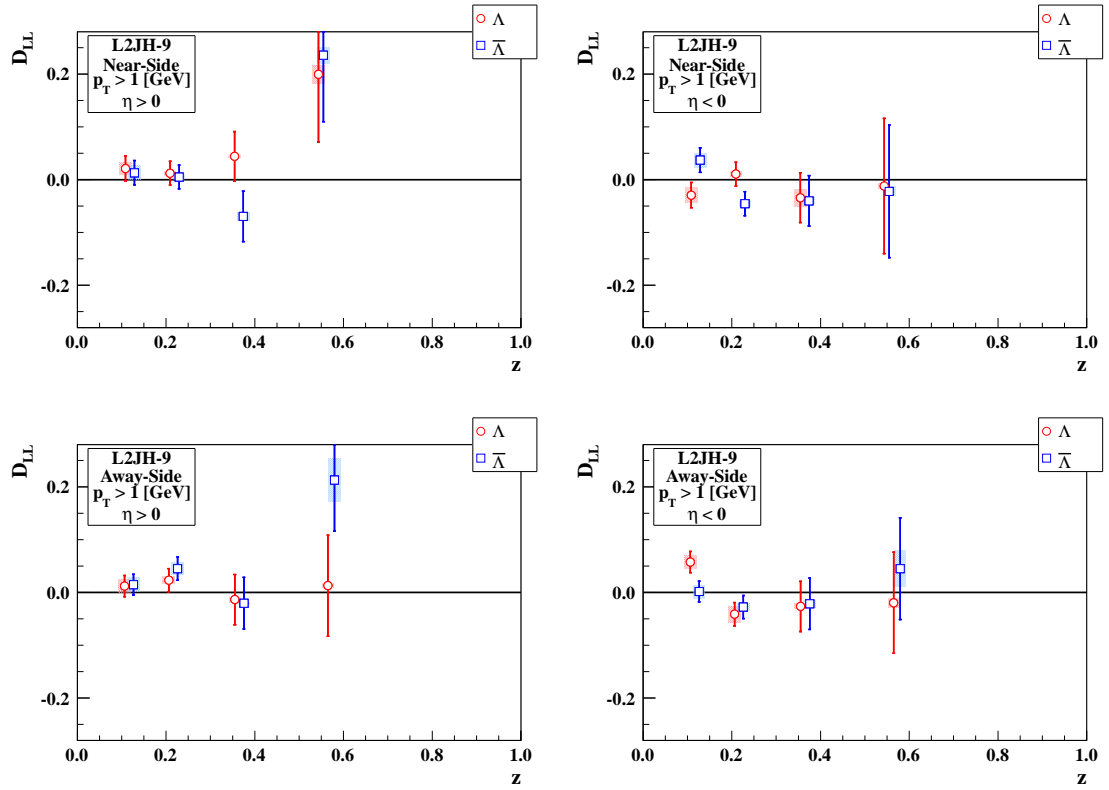 Λ
Λ̅
D_LL
L2JH-9
Near-Side
p_T > 1 [GeV]
η > 0
0.2
0.0
-0.2
0.0 0.2 0.4 0.6 0.8 1.0
z
Λ
Λ̅
D_LL
L2JH-9
Near-Side
p_T > 1 [GeV]
η < 0
0.2
0.0
-0.2
0.0 0.2 0.4 0.6 0.8 1.0
z
Λ
Λ̅
D_LL
L2JH-9
Away-Side
p_T > 1 [GeV]
η > 0
0.2
0.0
-0.2
0.0 0.2 0.4 0.6 0.8 1.0
z
Λ
Λ̅
D_LL
L2JH-9
Away-Side
p_T > 1 [GeV]
η < 0
0.2
0.0
-0.2
0.0 0.2 0.4 0.6 0.8 1.0
z